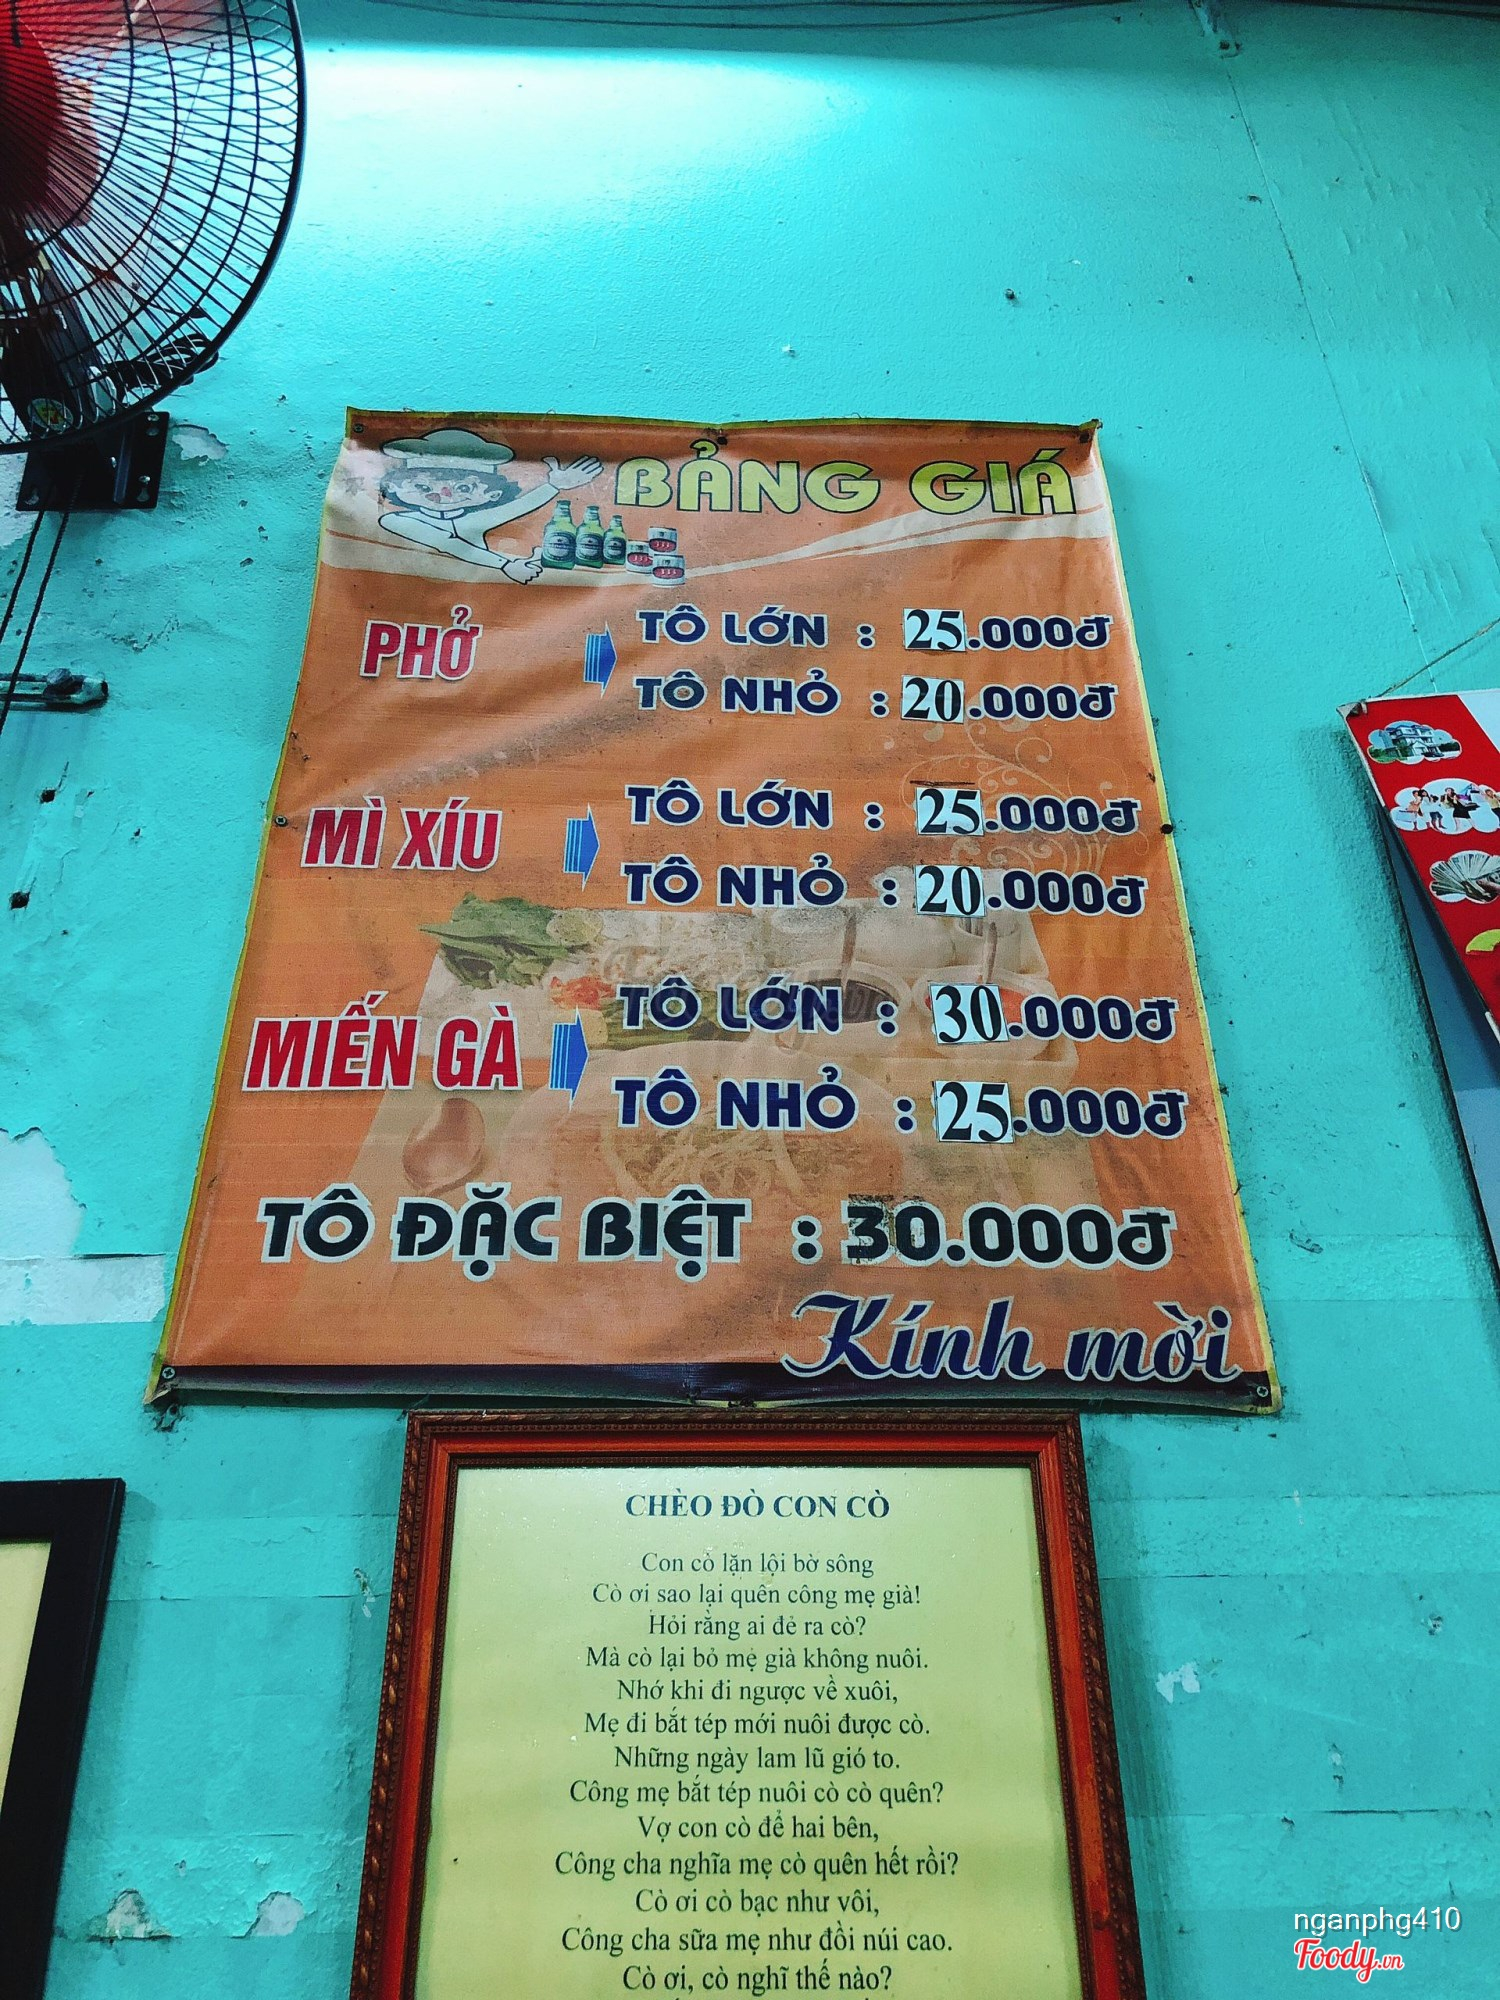 BẢNG GIÁ
PHỞ
TÔ LỚN : 25.000đ
TÔ NHỎ : 20.000đ
MÌ XÍU
TÔ LỚN : 25.000đ
TÔ NHỎ : 20.000đ
MIẾN GÀ
TÔ LỚN : 30.000đ
TÔ NHỎ : 25.000đ
TÔ ĐẶC BIỆT : 30.000đ
Kính mời
CHÈO ĐÒ CON CÒ
Con cò lặn lội bờ sông
Cò ơi sao lại quên công mẹ già!
Hỏi rằng ai đẻ ra cò?
Mà cò lại bỏ mẹ già không nuôi.
Nhớ khi đi ngược về xuôi,
Mẹ đi bắt tép mới nuôi được cò.
Những ngày lam lũ gió to.
Công mẹ bắt tép nuôi cò cò quên?
Vợ con cò để hai bên,
Công cha nghĩa mẹ cò quên hết rồi?
Cò ơi cò bạc như vôi,
Công cha sữa mẹ như đồi núi cao.
Cò ơi, cò nghĩ thế nào?
nganphg410
Foody.vn